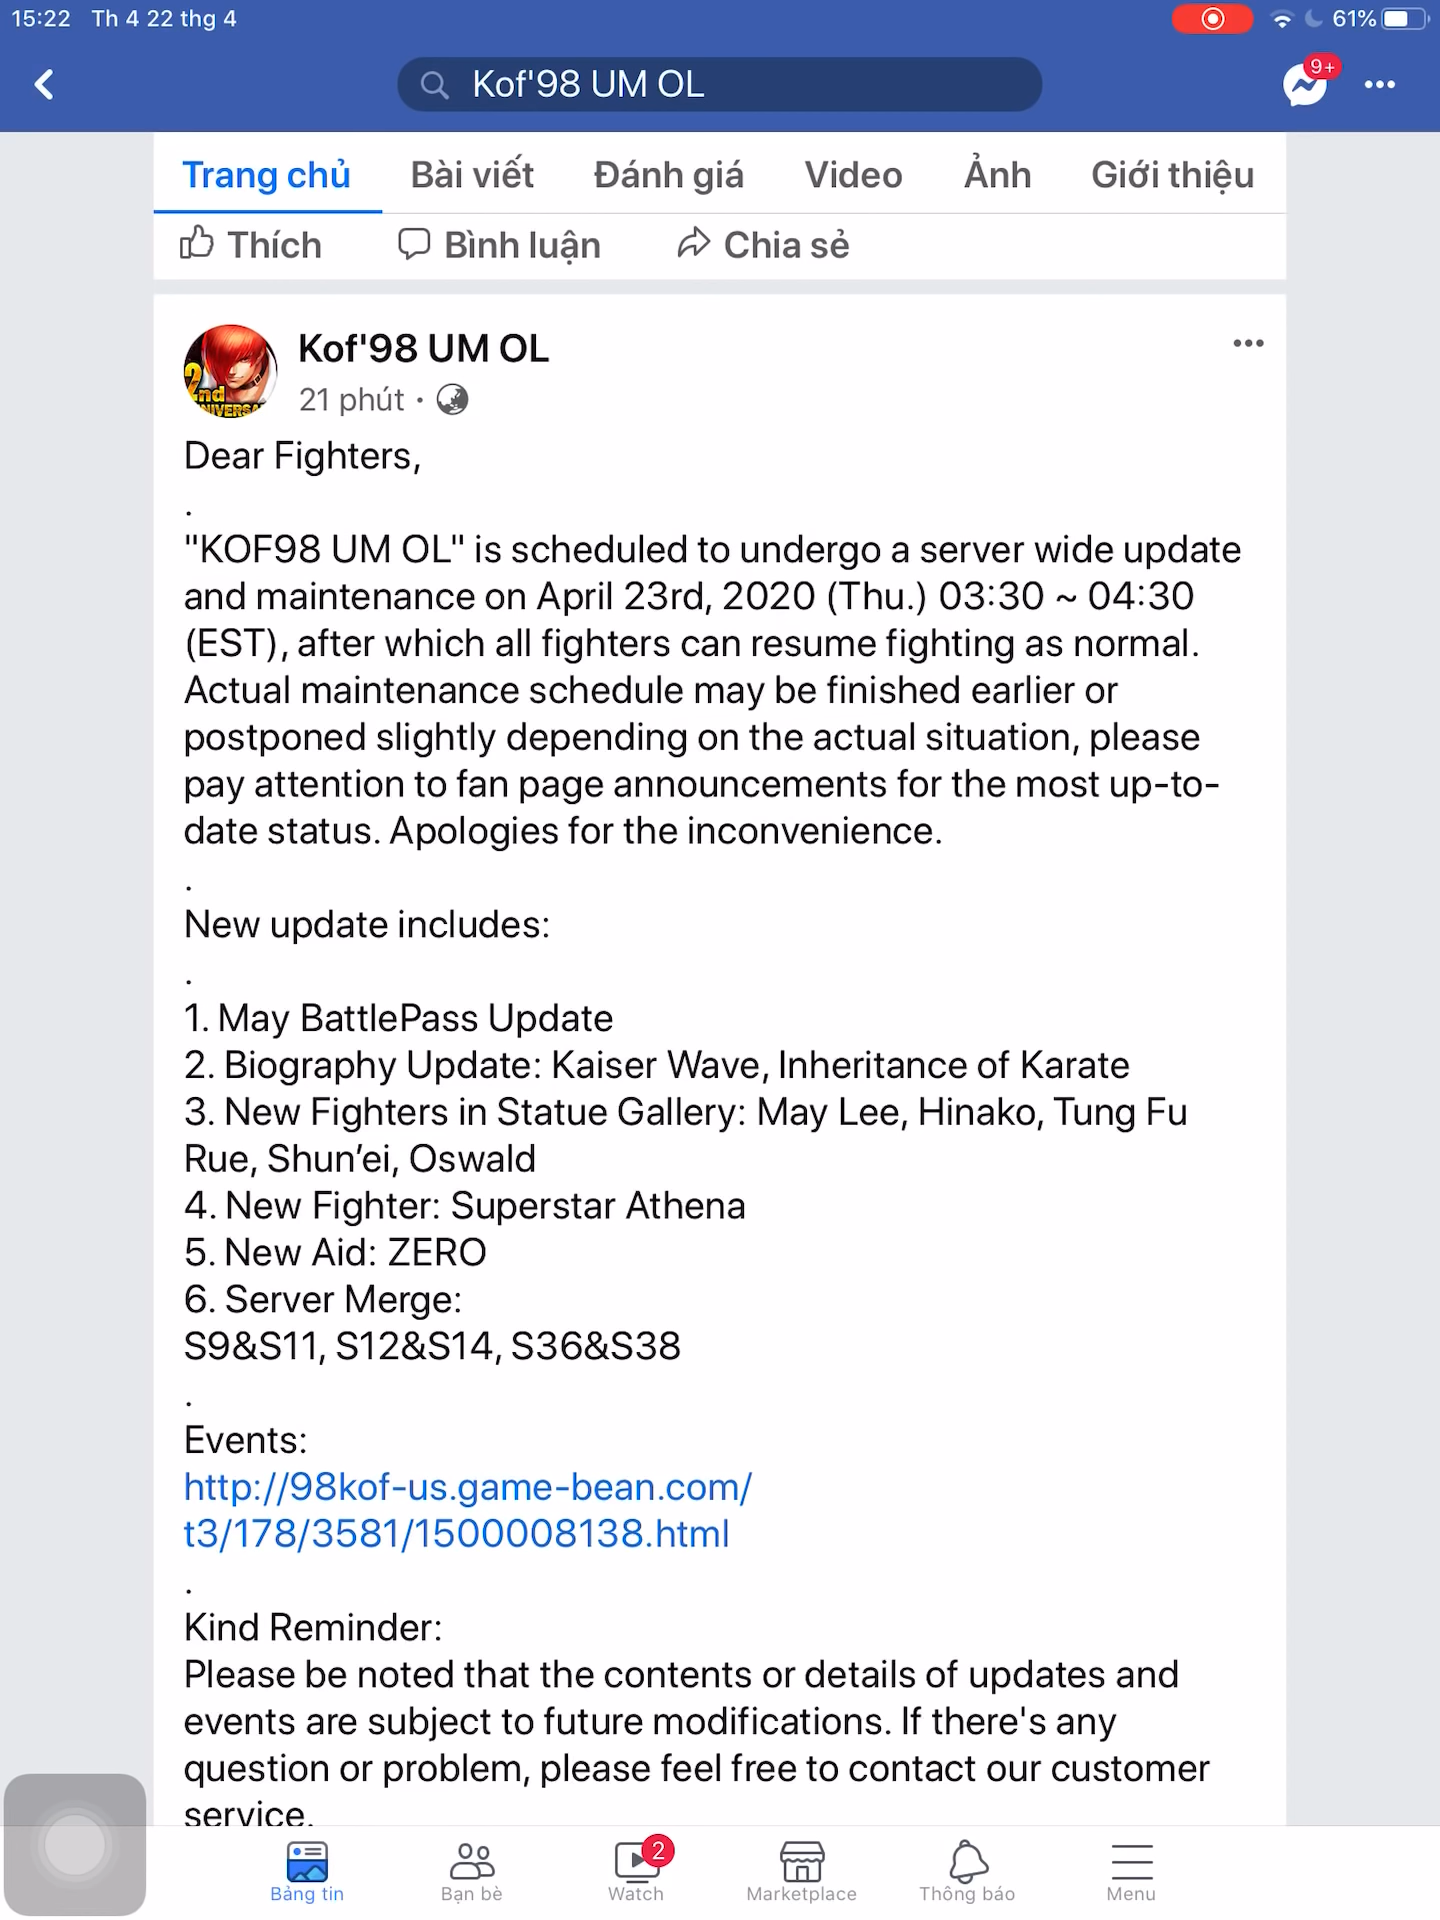 15:22 Th 4 22 thg 4
61%
Kof'98 UM OL
9+
Trang chủ Bài viết Đánh giá Video Ảnh Giới thiệu
Thích Bình luận Chia sẻ
Kof'98 UM OL
21 phút ·
2nd
Dear Fighters,
.
"KOF98 UM OL" is scheduled to undergo a server wide update
and maintenance on April 23rd, 2020 (Thu.) 03:30 ~ 04:30
(EST), after which all fighters can resume fighting as normal.
Actual maintenance schedule may be finished earlier or
postponed slightly depending on the actual situation, please
pay attention to fan page announcements for the most up-to-
date status. Apologies for the inconvenience.
.
New update includes:
.
1. May BattlePass Update
2. Biography Update: Kaiser Wave, Inheritance of Karate
3. New Fighters in Statue Gallery: May Lee, Hinako, Tung Fu
Rue, Shun’ei, Oswald
4. New Fighter: Superstar Athena
5. New Aid: ZERO
6. Server Merge:
S9&S11, S12&S14, S36&S38
.
Events:
http://98kof-us.game-bean.com/
t3/178/3581/1500008138.html
.
Kind Reminder:
Please be noted that the contents or details of updates and
events are subject to future modifications. If there's any
question or problem, please feel free to contact our customer
service.
2
Bảng tin Bạn bè Watch Marketplace Thông báo Menu